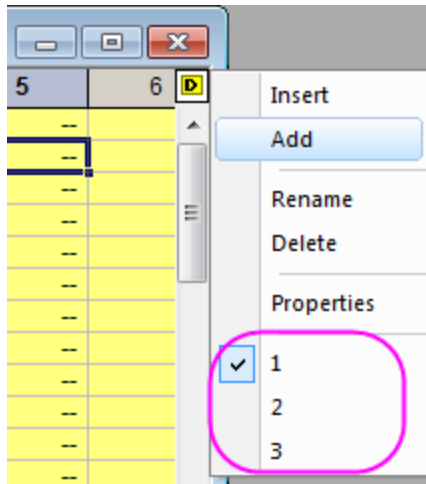 5 6 D
Insert
--
Add
--
--
Rename
--
--
Delete
--
--
Properties
--
--
1
--
2
--
--
3
--